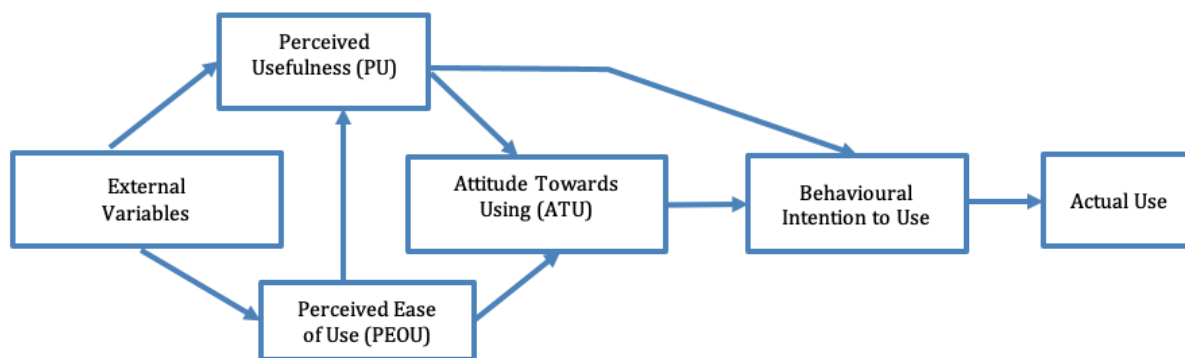 Perceived
Usefulness (PU)
External
Variables
Attitude Towards
Using (ATU)
Behavioural
Intention to Use
Actual Use
Perceived Ease
of Use (PEOU)